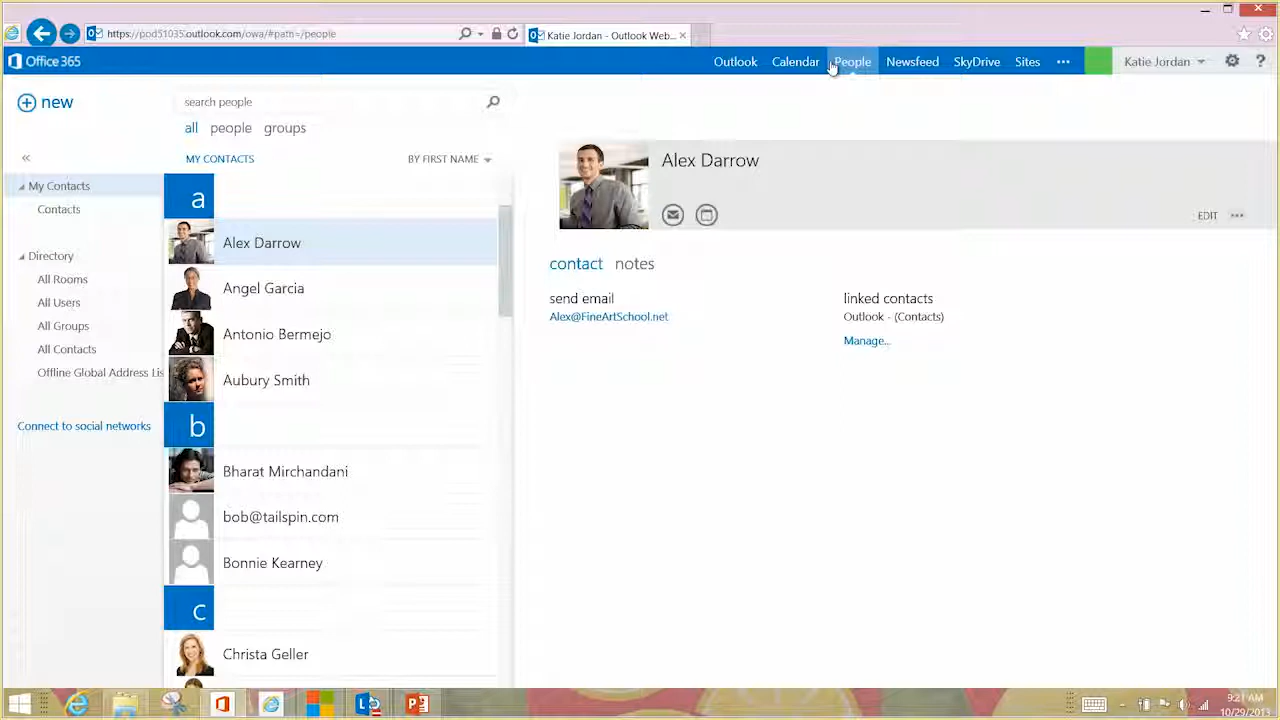 https://pod51035.outlook.com/owa/#path=/people
Katie Jordan - Outlook Web...
Office 365
Outlook
Calendar
People
Newsfeed
SkyDrive
Sites
Katie Jordan
?
new
search people
all people groups
MY CONTACTS
BY FIRST NAME
My Contacts
Contacts
Directory
All Rooms
All Users
All Groups
All Contacts
Offline Global Address Lis
Connect to social networks
a
Alex Darrow
Angel Garcia
Antonio Bermejo
Aubury Smith
b
Bharat Mirchandani
bob@tailspin.com
Bonnie Kearney
c
Christa Geller
Alex Darrow
EDIT
contact notes
send email
Alex@FineArtSchool.net
linked contacts
Outlook - (Contacts)
Manage...
9:21 AM
10/29/2013